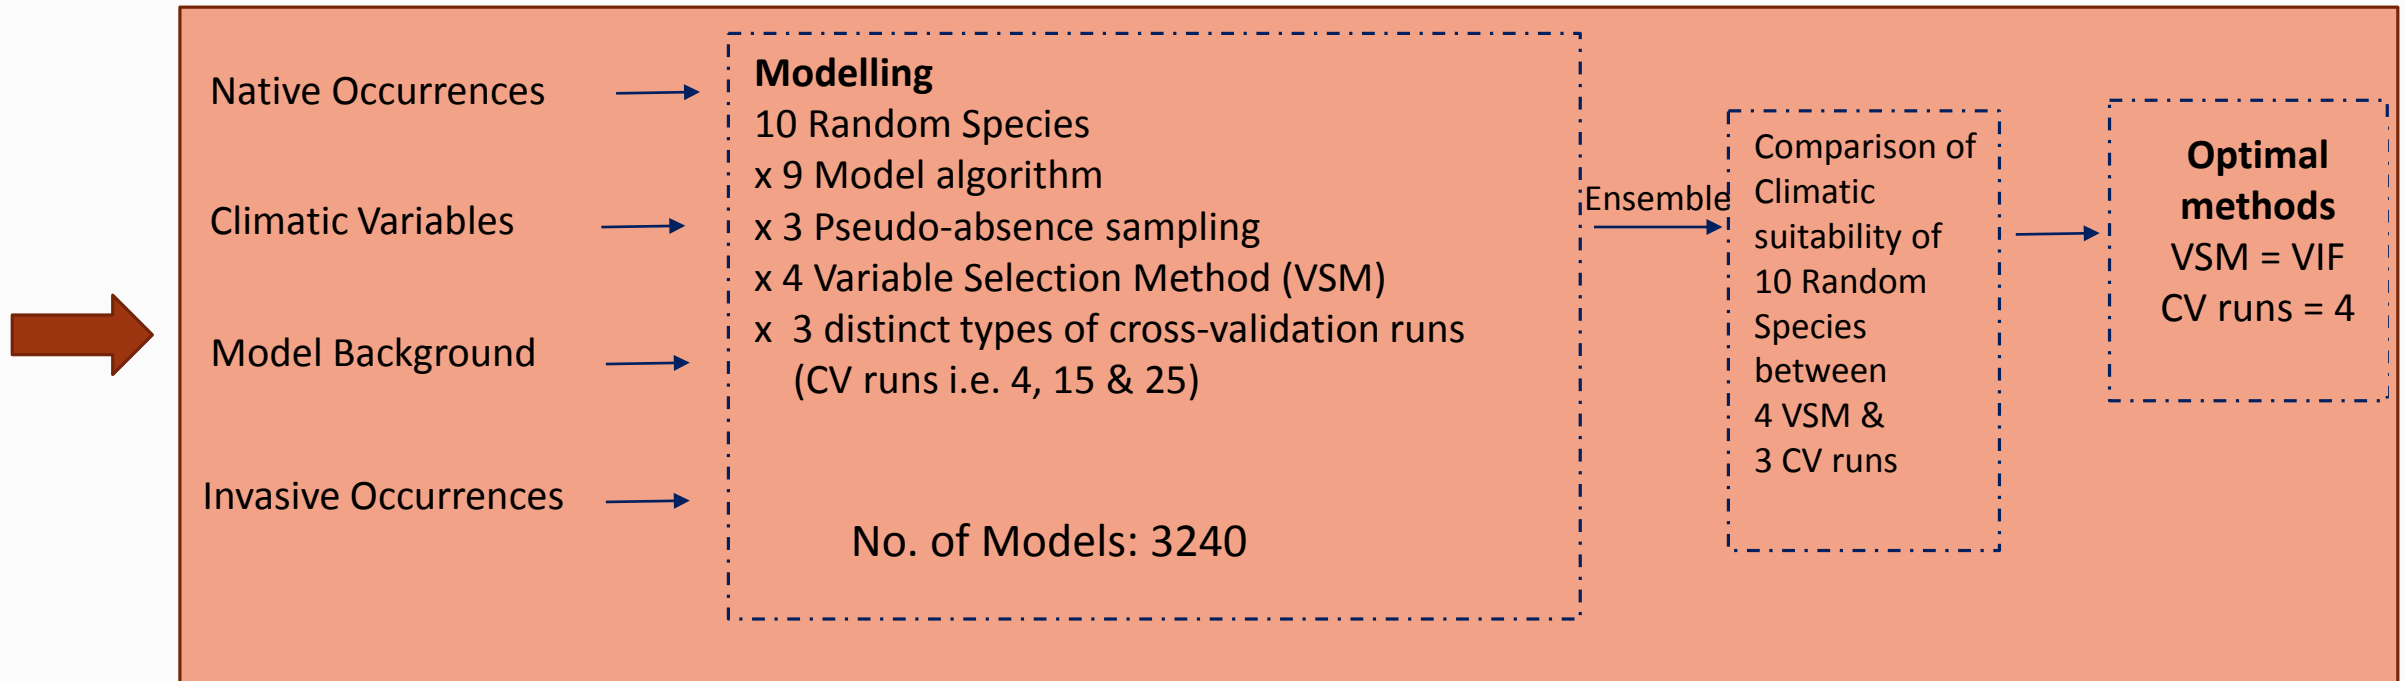 Native Occurrences
Climatic Variables
Model Background
Invasive Occurrences
Modelling
10 Random Species
x 9 Model algorithm
x 3 Pseudo-absence sampling
x 4 Variable Selection Method (VSM)
x 3 distinct types of cross-validation runs
(CV runs i.e. 4, 15 & 25)
No. of Models: 3240
Ensemble
Comparison of
Climatic
suitability of
10 Random
Species
between
4 VSM &
3 CV runs
Optimal
methods
VSM = VIF
CV runs = 4